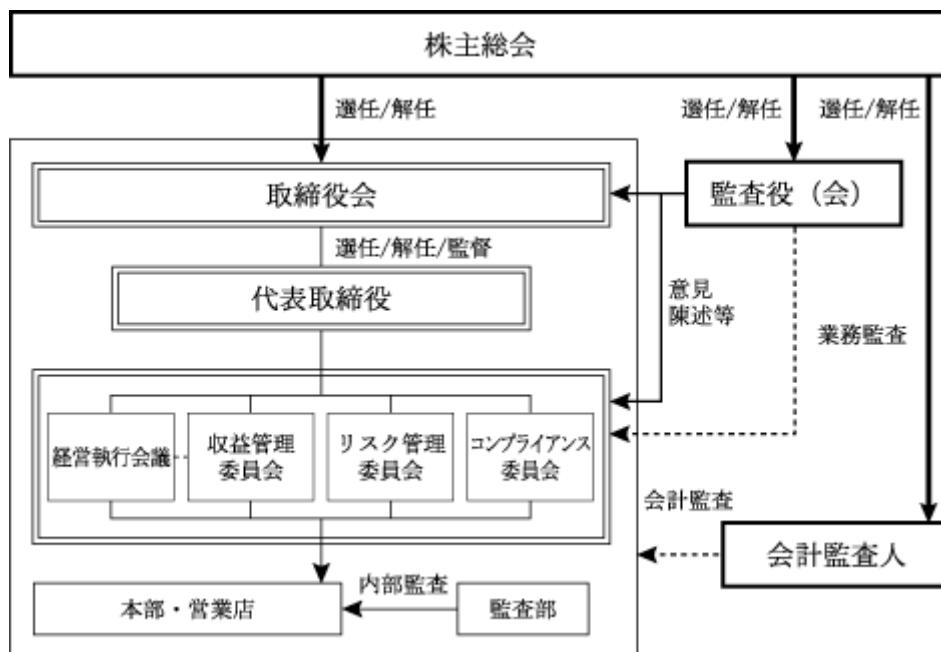 株主総会
選任/解任
選任/解任
選任/解任
取締役会
監査役（会）
選任/解任/監督
代表取締役
意見
陳述等
業務監査
経営執行会議
収益管理
委員会
リスク管理
委員会
コンプライアンス
委員会
会計監査
会計監査人
本部・営業店
内部監査
監査部